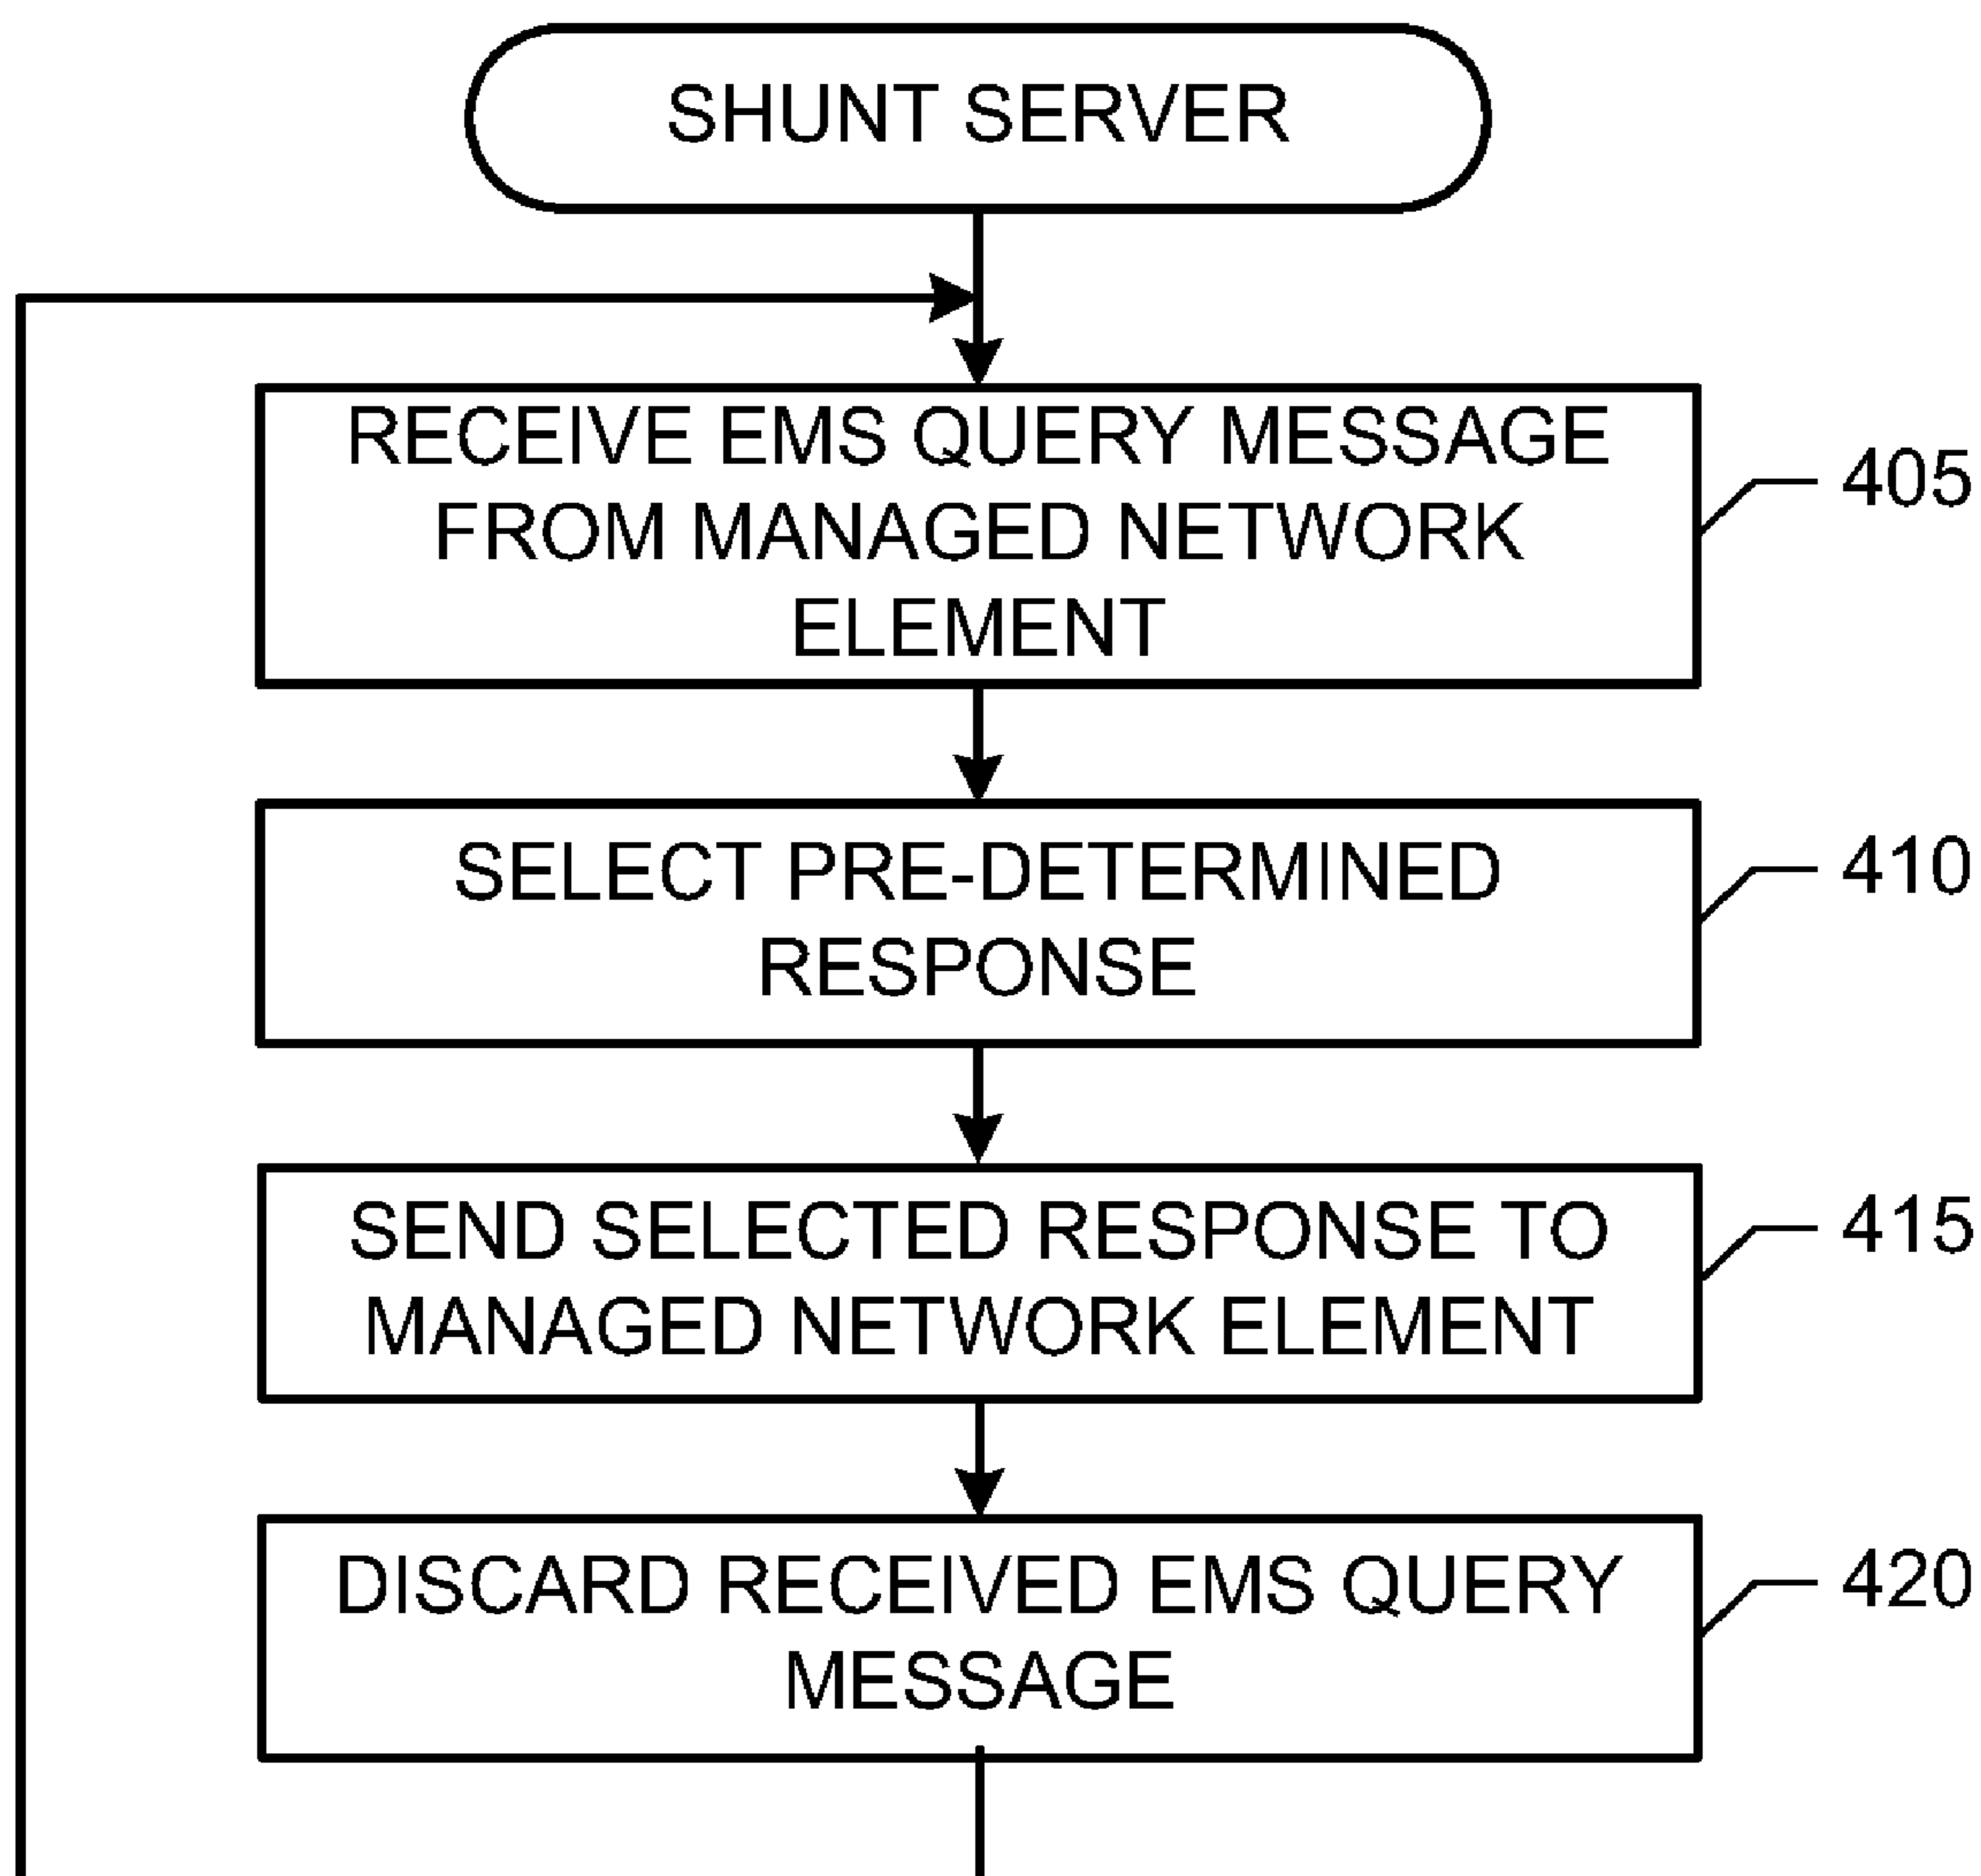 SHUNT SERVER
RECEIVE EMS QUERY MESSAGE
FROM MANAGED NETWORK
ELEMENT
405
SELECT PRE-DETERMINED
RESPONSE
410
SEND SELECTED RESPONSE TO
MANAGED NETWORK ELEMENT
415
DISCARD RECEIVED EMS QUERY
MESSAGE
420